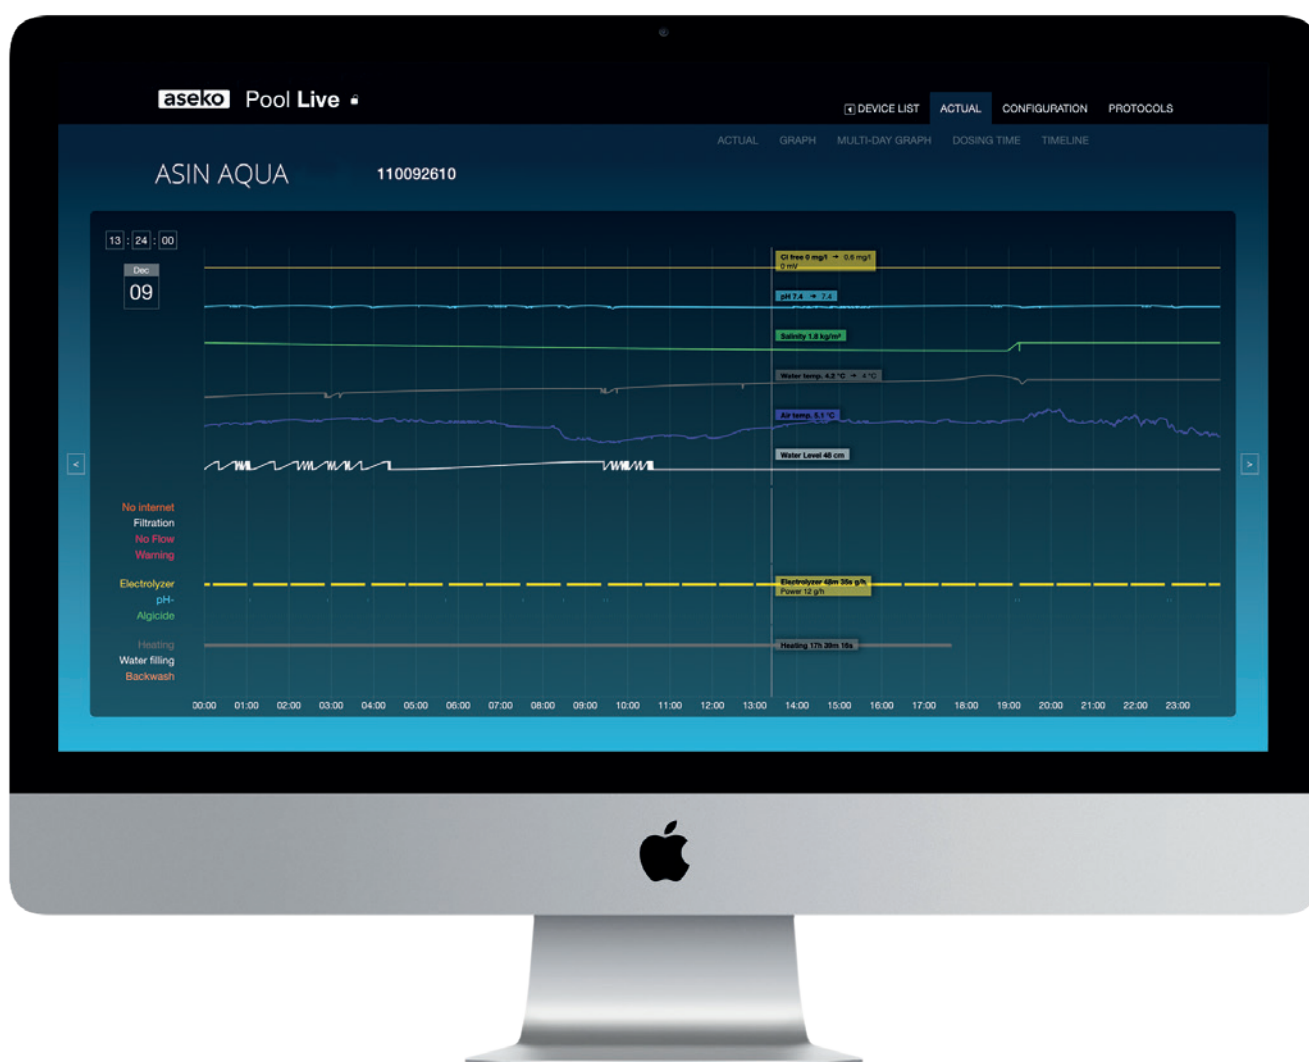 aseko Pool Live
DEVICE LIST ACTUAL CONFIGURATION PROTOCOLS
ACTUAL GRAPH MULTI-DAY GRAPH DOSING TIME TIMELINE
ASIN AQUA 110092610
13 : 24 : 00
Dec
09
Cl free 0 mg/l → 0.6 mg/l
0 mV
pH 7.4 → 7.4
Salinity 1.8 kg/m³
Water temp. 4.2 °C → 4 °C
Air temp. 5.1 °C
Water Level 48 cm
< >
No internet
Filtration
No Flow
Warning
Electrolyzer
Electrolyzer 48m 35s g/h
Power 12 g/h
pH-
Algicide
Heating
Heating 17h 39m 16s
Water filling
Backwash
00:00 01:00 02:00 03:00 04:00 05:00 06:00 07:00 08:00 09:00 10:00 11:00 12:00 13:00 14:00 15:00 16:00 17:00 18:00 19:00 20:00 21:00 22:00 23:00